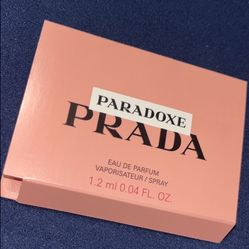 PARADOXE
PRADA
EAU DE PARFUM
VAPORISATEUR / SPRAY
1.2 ml 0.04 FL. OZ.